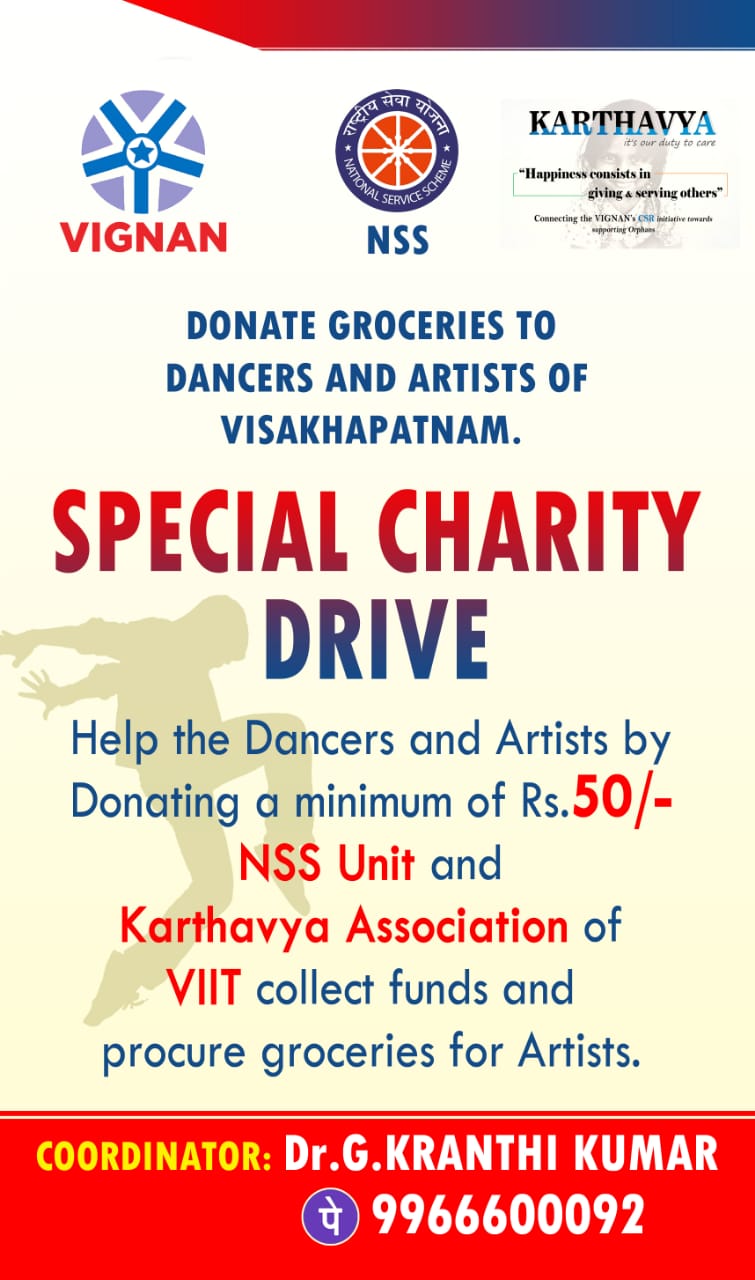 VIGNAN
राष्ट्रीय सेवा योजना
NATIONAL SERVICE SCHEME
NSS
KARTHAVYA
it's our duty to care
“Happiness consists in
giving & serving others”
Connecting the VIGNAN's CSR initiative towards
supporting Orphans
DONATE GROCERIES TO
DANCERS AND ARTISTS OF
VISAKHAPATNAM.
SPECIAL CHARITY
DRIVE
Help the Dancers and Artists by
Donating a minimum of Rs.50/-
NSS Unit and
Karthavya Association of
VIIT collect funds and
procure groceries for Artists.
COORDINATOR: Dr.G.KRANTHI KUMAR
पे 9966600092